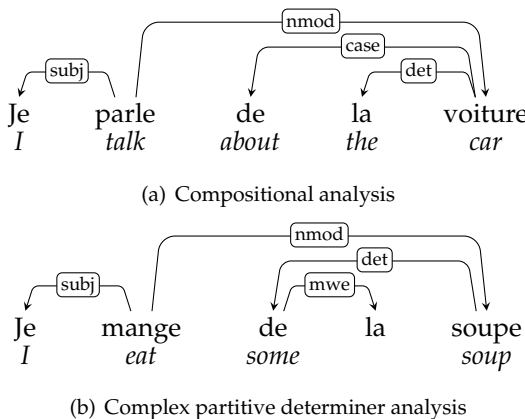 nmod
case
subj
det
Je parle de la voiture
I talk about the car
(a) Compositional analysis
nmod
det
subj
mwe
Je mange de la soupe
I eat some soup
(b) Complex partitive determiner analysis